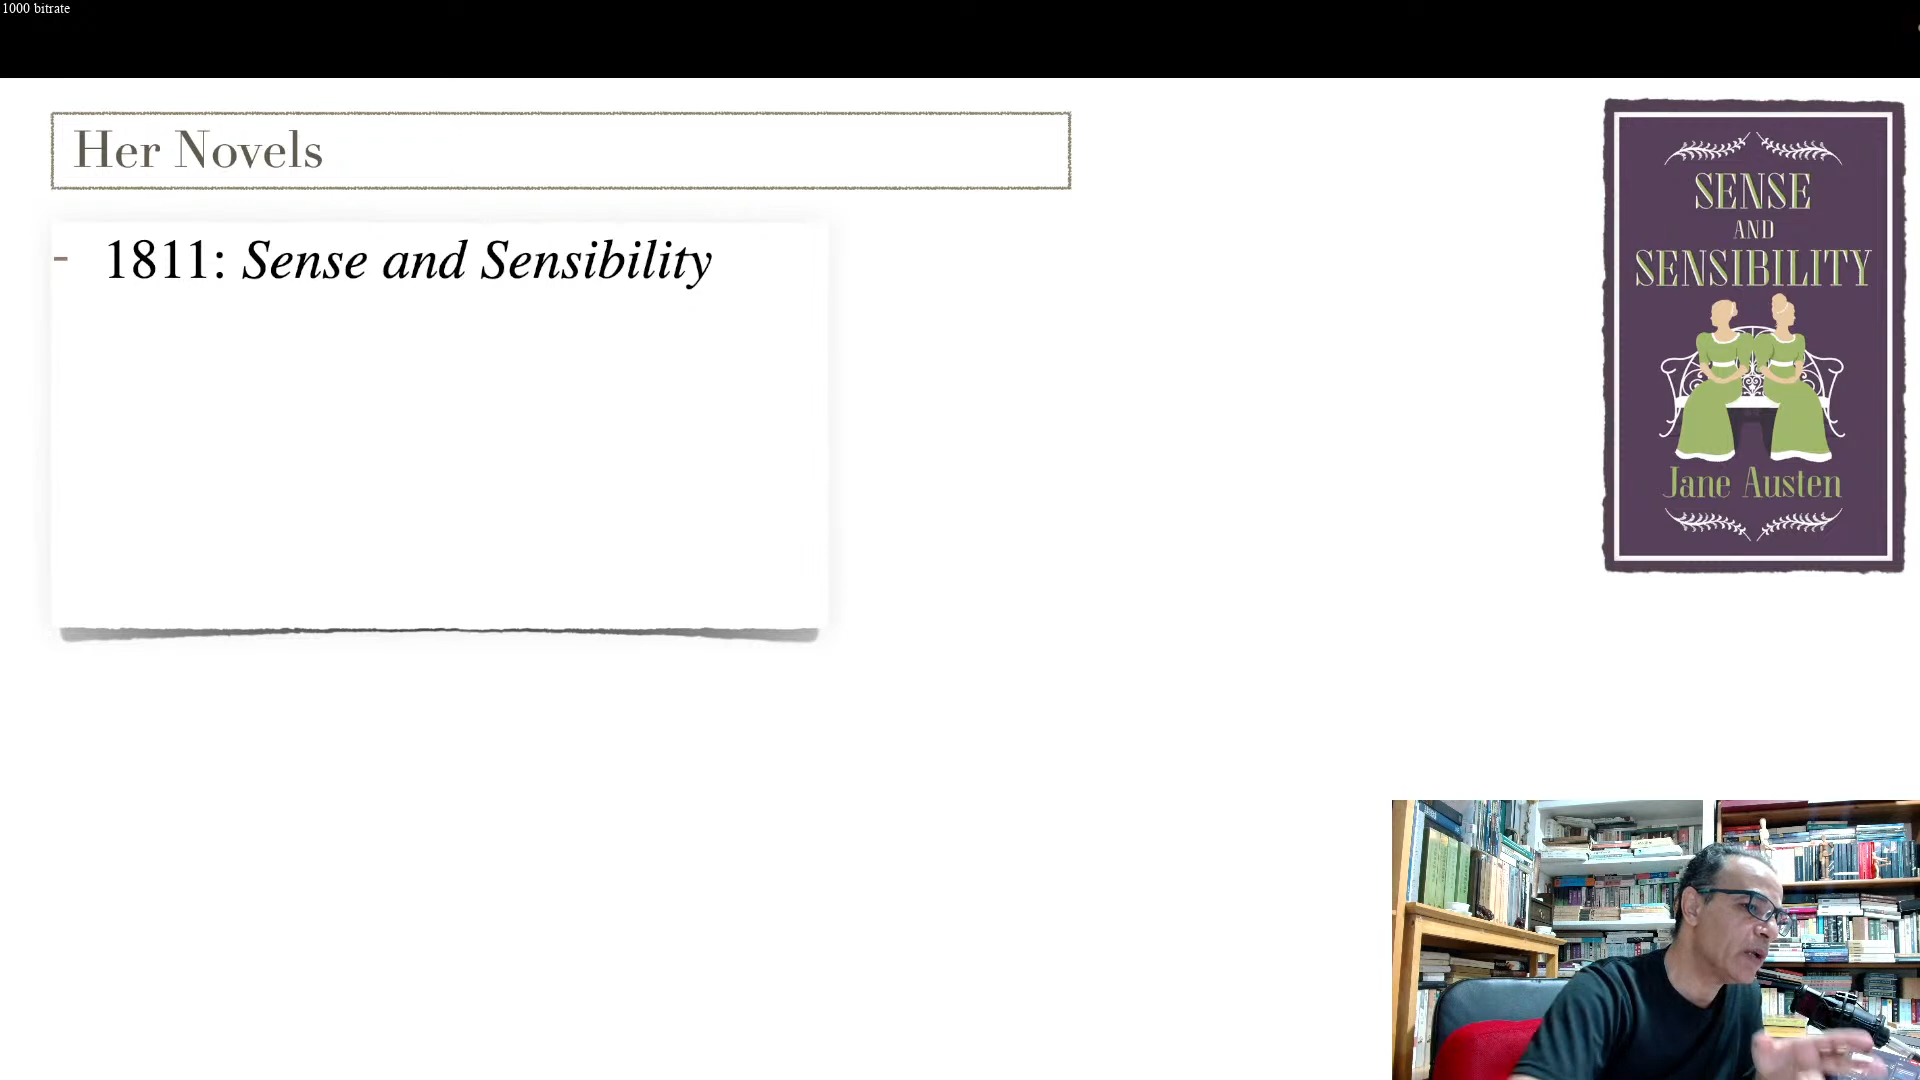 1000 bitrate
Her Novels
- 1811: Sense and Sensibility
SENSE
AND
SENSIBILITY
Jane Austen